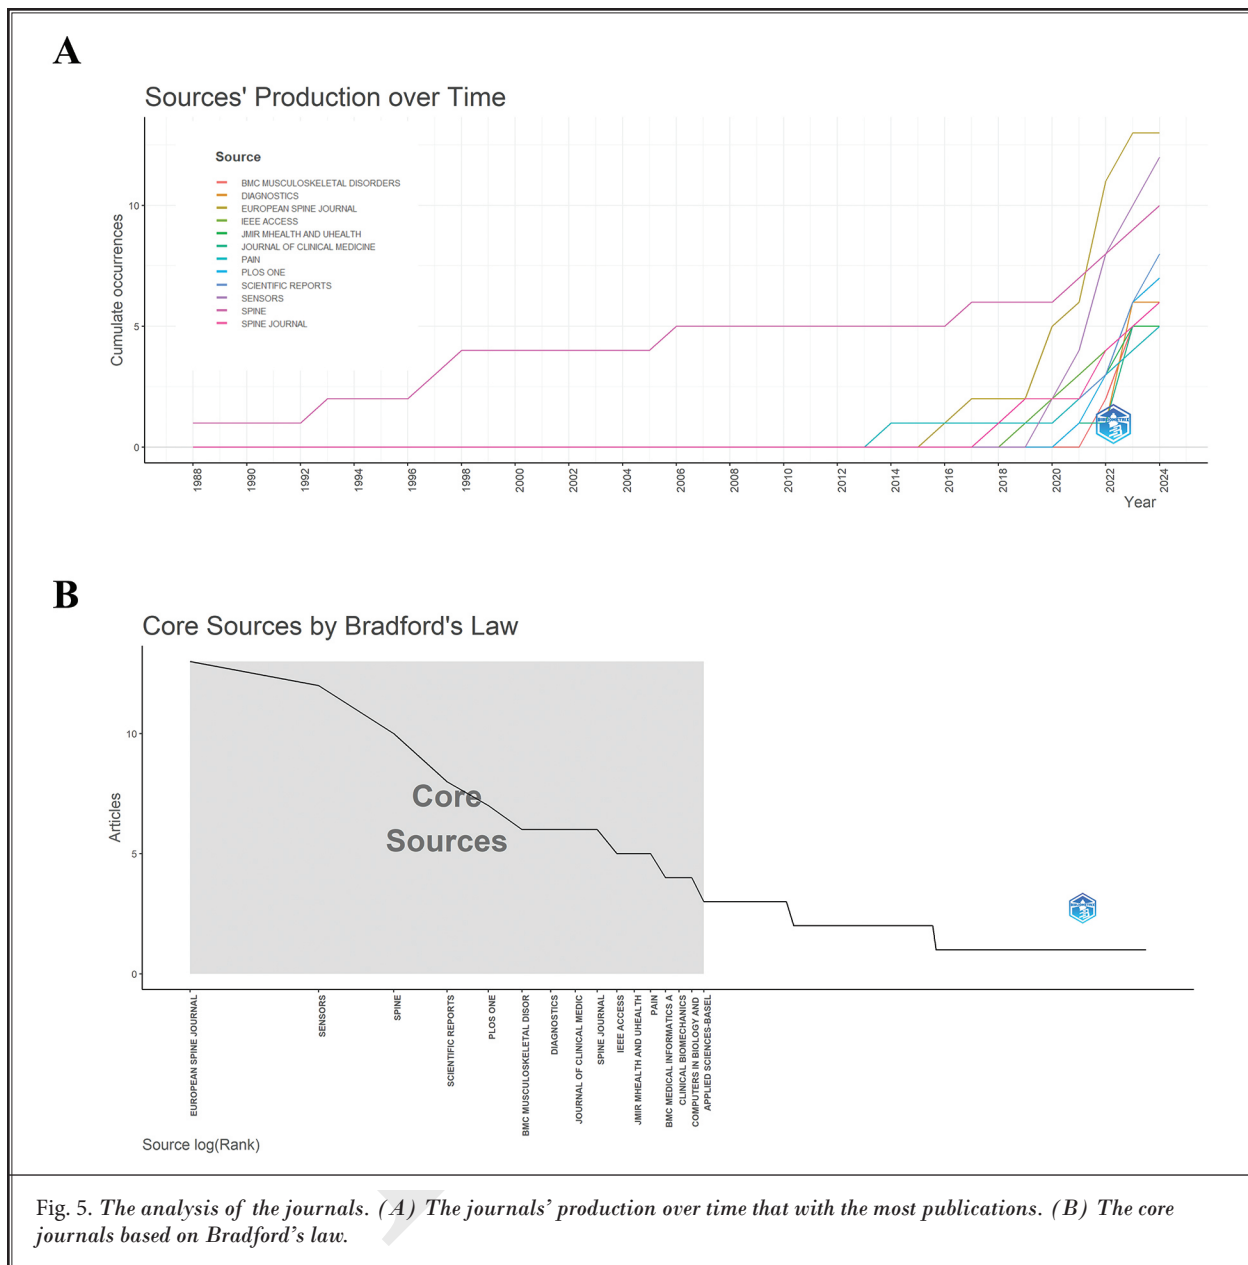 A
Sources' Production over Time
Source
BMC MUSCULOSKELETAL DISORDERS
DIAGNOSTICS
EUROPEAN SPINE JOURNAL
IEEE ACCESS
JMIR MHEALTH AND UHEALTH
JOURNAL OF CLINICAL MEDICINE
PAIN
PLOS ONE
SCIENTIFIC REPORTS
SENSORS
SPINE
SPINE JOURNAL
Cumulate occurrences
10
5
0
1988
1990
1992
1994
1996
1998
2000
2002
2004
2006
2008
2010
2012
2014
2016
2018
2020
2022
2024
Year
B
Core Sources by Bradford's Law
Articles
10
5
0
Core
Sources
EUROPEAN SPINE JOURNAL
SENSORS
SPINE
SCIENTIFIC REPORTS
PLOS ONE
BMC MUSCULOSKELETAL DISOR
DIAGNOSTICS
JOURNAL OF CLINICAL MEDIC
SPINE JOURNAL
IEEE ACCESS
JMIR MHEALTH AND UHEALTH
PAIN
BMC MEDICAL INFORMATICS A
CLINICAL BIOMECHANICS
COMPUTERS IN BIOLOGY AND
APPLIED SCIENCES-BASEL
Source log(Rank)
Fig. 5. The analysis of the journals. (A) The journals’ production over time that with the most publications. (B) The core
journals based on Bradford’s law.